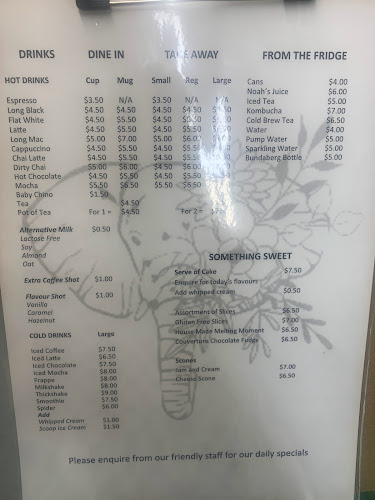 DRINKS DINE IN TAKE AWAY FROM THE FRIDGE
HOT DRINKS Cup Mug Small Reg Large
Espresso $3.50 N/A $3.50 N/A
Long Black $4.50 $4.50 $4.50
Flat White $4.50 $5.50 $4.50
Latte $4.50 $5.50 $4.50
Long Mac $5.00 $7.00 $5.00 $6.00
Cappuccino $4.50 $5.50 $4.50
Chai Latte $4.50 $5.50 $4.50
Dirty Chai $5.00 $6.00 $4.50
Hot Chocolate $4.50 $5.50 $4.50
Mocha $5.50 $6.50 $5.50
Baby Chino $1.50
Tea $4.50
Pot of Tea For 1 = $4.50 For 2 =
Alternative Milk $0.50
Lactose Free
Soy
Almond
Oat
Extra Coffee Shot $1.00
Flavour Shot $1.00
Vanilla
Caramel
Hazelnut
COLD DRINKS Large
Iced Coffee $7.50
Iced Latte $6.50
Iced Chocolate $7.50
Iced Mocha $8.00
Frappe $8.00
Milkshake $8.00
Thickshake $9.00
Smoothie $7.50
Spider $6.00
Add
Whipped Cream $1.00
Scoop Ice Cream $1.50
Cans $4.00
Noah's Juice $6.00
Iced Tea $5.00
Kombucha $7.00
Cold Brew Tea $6.50
Water $4.00
Pump Water $5.00
Sparkling Water $5.00
Bundaberg Bottle $5.00
SOMETHING SWEET
Serve of Cake $7.50
Enquire for today's flavours
Add whipped cream $0.50
Assortment of Slices $6.50
Gluten Free Slices $7.00
House Made Melting Moment $6.50
Couverture Chocolate Fudge $6.50
Scones
Jam and Cream $7.00
Cheese Scone $6.50
Please enquire from our friendly staff for our daily specials